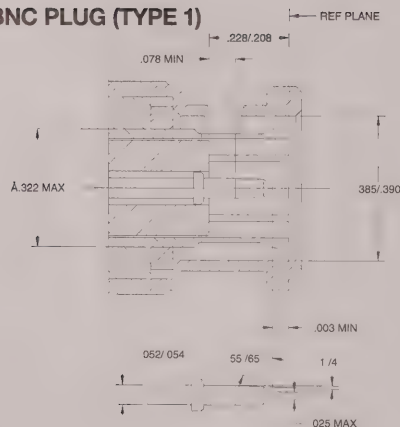 BNC PLUG (TYPE 1)
REF PLANE
.228/.208
.078 MIN
Å.322 MAX
.385/.390
.003 MIN
052/ 054
55 /65
1 /4
025 MAX